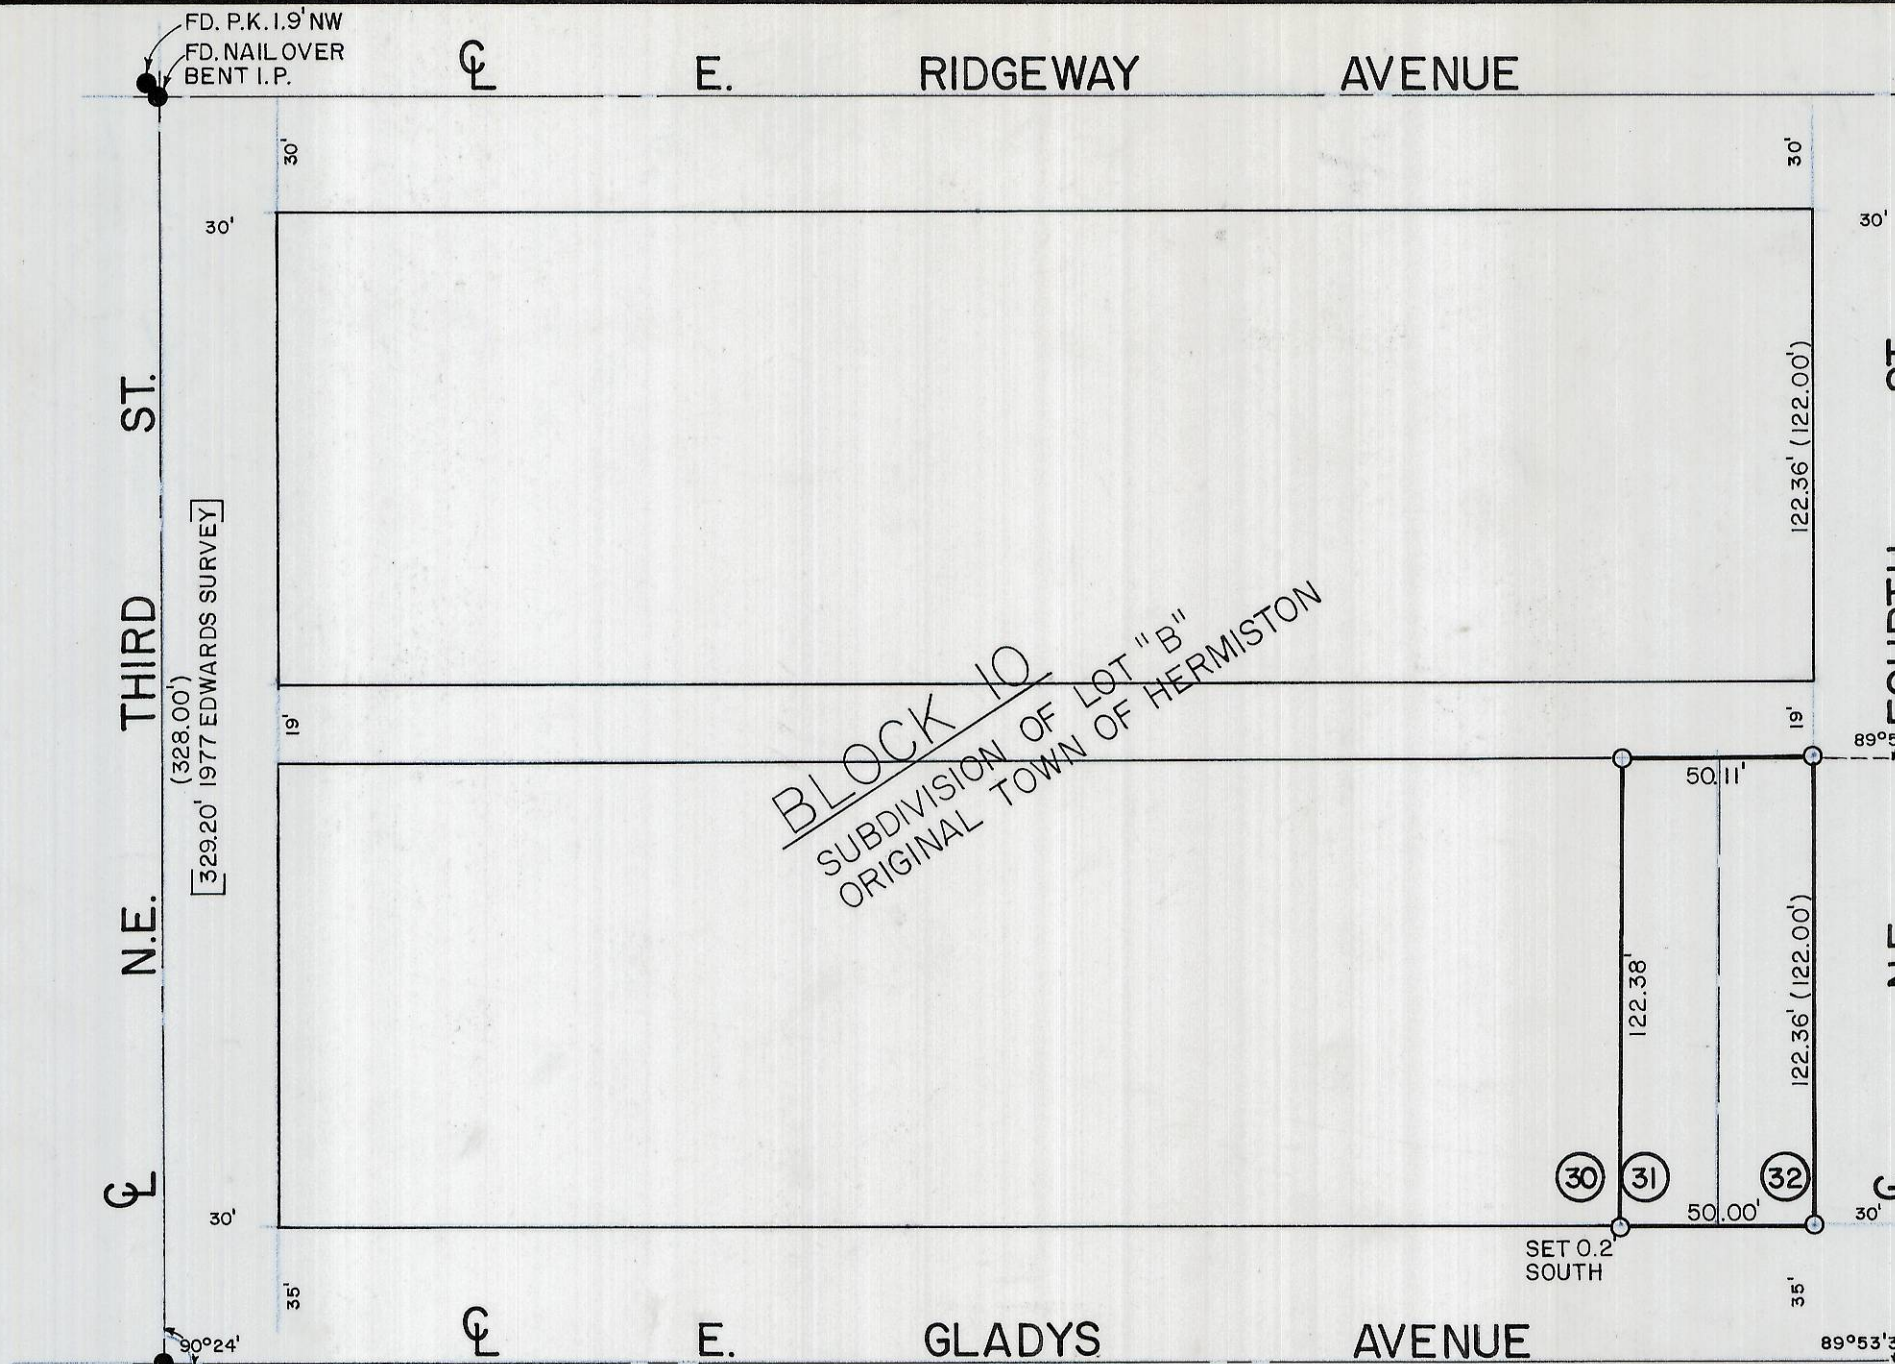 FD. P.K. 1.9' NW
FD. NAIL OVER
BENT I.P.
℄ E. RIDGEWAY AVENUE
30'
30'
30'
30'
122.36' (122.00')
℄ N.E. THIRD ST.
(328.00')
[329.20' 1977 EDWARDS SURVEY]
BLOCK 10
SUBDIVISION OF LOT "B"
ORIGINAL TOWN OF HERMISTON
19'
19'
50.11'
122.38'
122.36' (122.00')
30
31
32
50.00'
30'
30'
SET 0.2'
SOUTH
35'
35'
90°24'
℄ E. GLADYS AVENUE